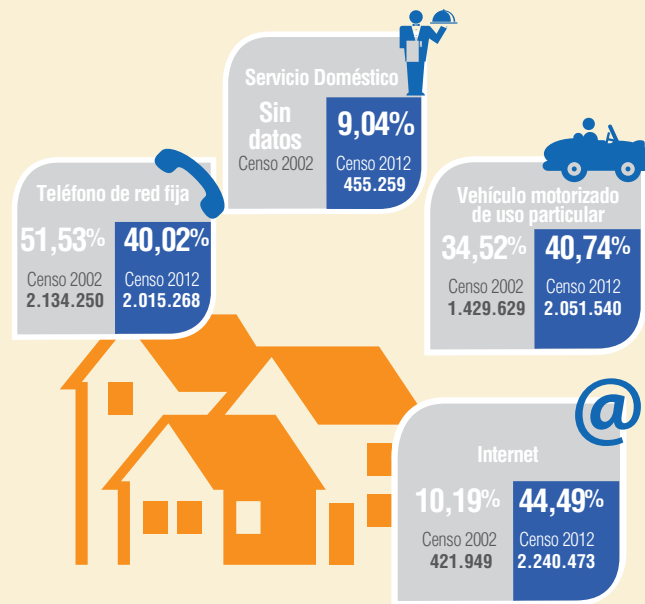 Servicio Doméstico
Sin
datos
Censo 2002
9,04%
Censo 2012
455.259
Teléfono de red fija
51,53%
Censo 2002
2.134.250
40,02%
Censo 2012
2.015.268
Vehículo motorizado
de uso particular
34,52%
Censo 2002
1.429.629
40,74%
Censo 2012
2.051.540
@
Internet
10,19%
Censo 2002
421.949
44,49%
Censo 2012
2.240.473